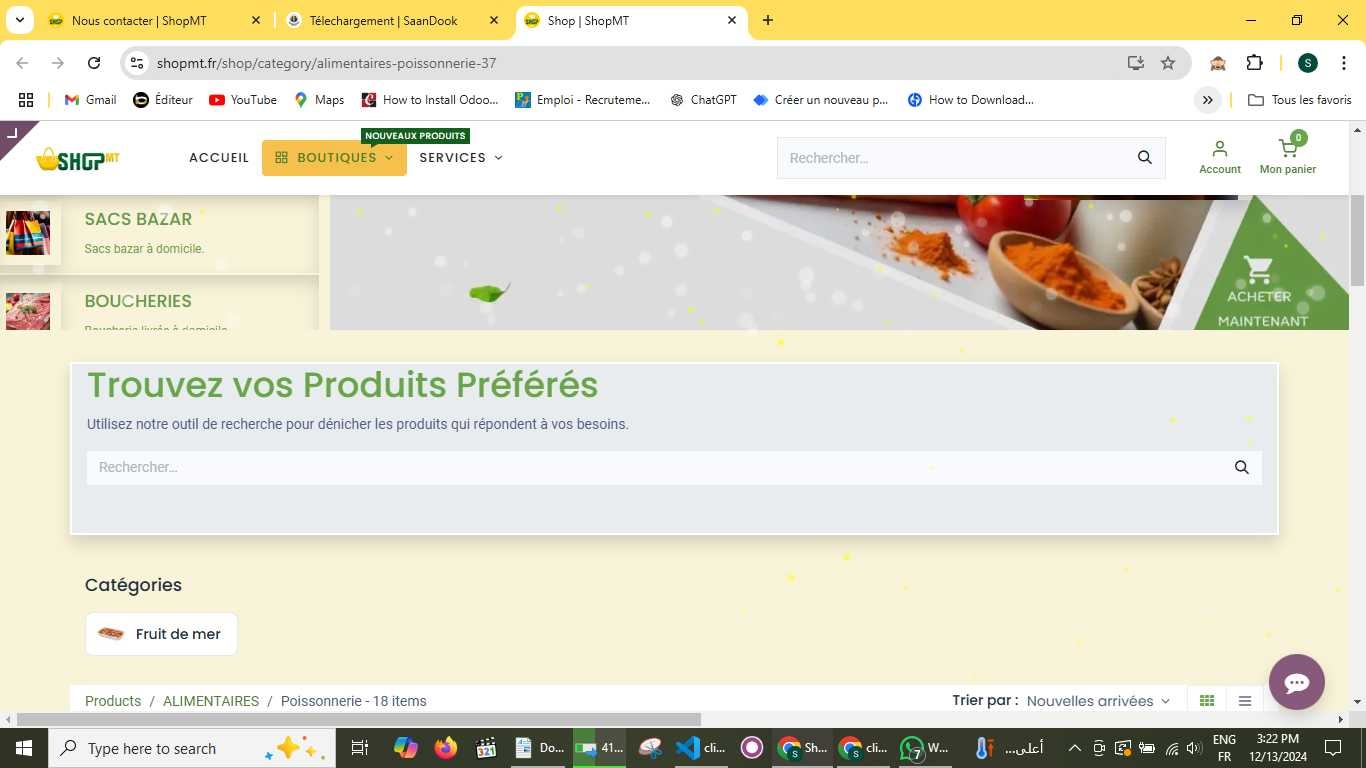 Nous contacter | ShopMT
Télechargement | SaanDook
Shop | ShopMT
shopmt.fr/shop/category/alimentaires-poissonnerie-37
S
Gmail
Éditeur
YouTube
Maps
How to Install Odoo...
Emploi - Recruteme...
ChatGPT
Créer un nouveau p...
How to Download...
Tous les favoris
NOUVEAUX PRODUITS
SHOPMT
ACCUEIL
BOUTIQUES
SERVICES
Rechercher...
Account
0
Mon panier
SACS BAZAR
Sacs bazar à domicile.
BOUCHERIES
Boucherie livrée à domicile
ACHETER
MAINTENANT
Trouvez vos Produits Préférés
Utilisez notre outil de recherche pour dénicher les produits qui répondent à vos besoins.
Rechercher...
Catégories
Fruit de mer
Products / ALIMENTAIRES / Poissonnerie - 18 items
Trier par : Nouvelles arrivées
Type here to search
321
Do...
41...
cli...
Sh...
cli...
7
W...
أعلى...
ENG
FR
3:22 PM
12/13/2024